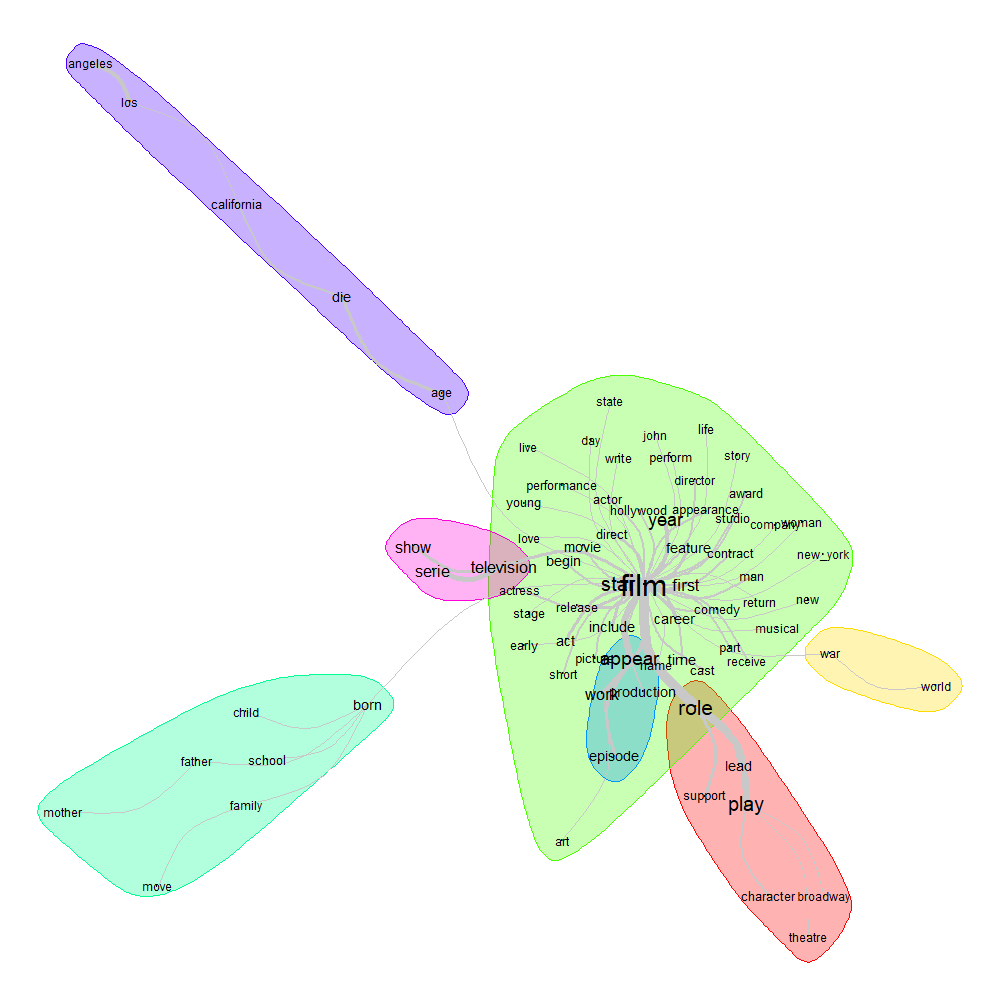 angeles
los
california
die
age
state
life
john
day
live
story
write
perform
director
performance
award
young
actor
hollywood
appearance
year
studio
company
woman
direct
love
show
movie
feature
contract
new_york
begin
television
serie
man
film
first
actress
new
return
release
comedy
stage
career
include
musical
act
early
part
war
picture
appear
time
receive
name
cast
short
world
work
production
born
role
child
episode
school
father
lead
support
play
family
mother
art
move
character
broadway
theatre